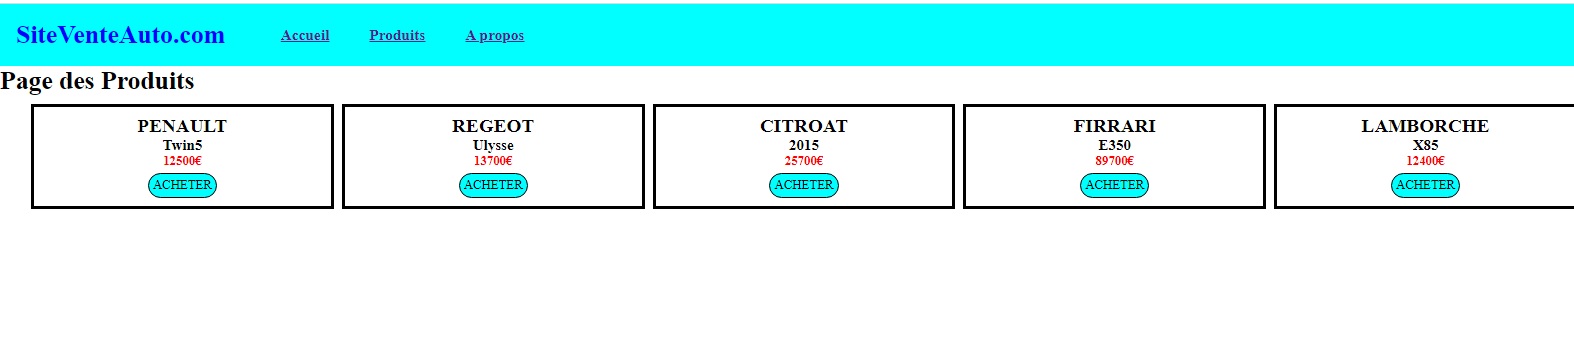 SiteVenteAuto.com Accueil Produits A propos
Page des Produits
PENAULT
Twin5
12500€
ACHETER
REGEOT
Ulysse
13700€
ACHETER
CITROAT
2015
25700€
ACHETER
FIRRARI
E350
89700€
ACHETER
LAMBORCHE
X85
12400€
ACHETER